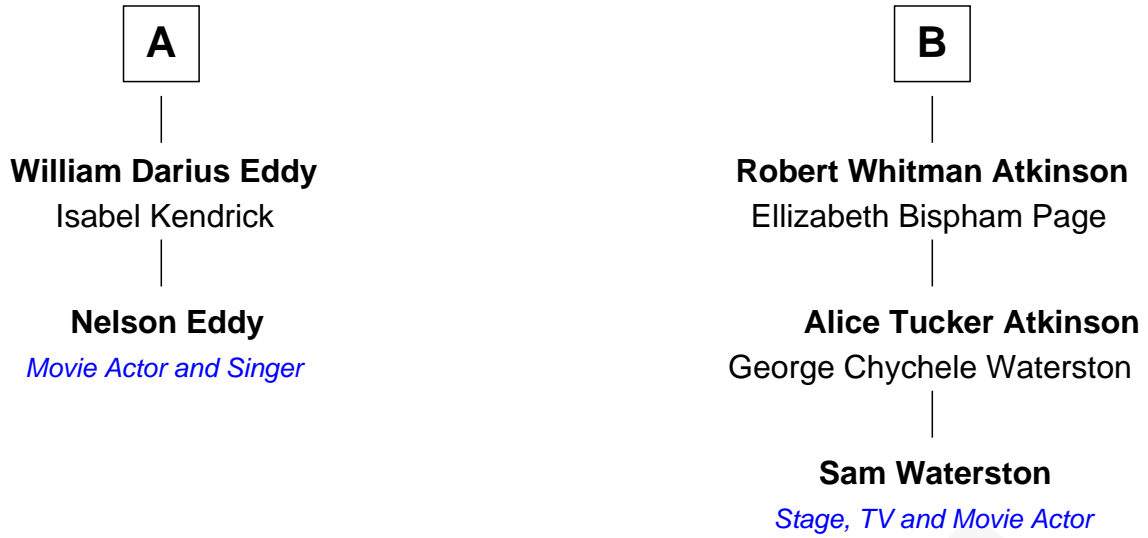 A
William Darius Eddy
Isabel Kendrick
Nelson Eddy
Movie Actor and Singer
B
Robert Whitman Atkinson
Ellizabeth Bispham Page
Alice Tucker Atkinson
George Chychele Waterston
Sam Waterston
Stage, TV and Movie Actor